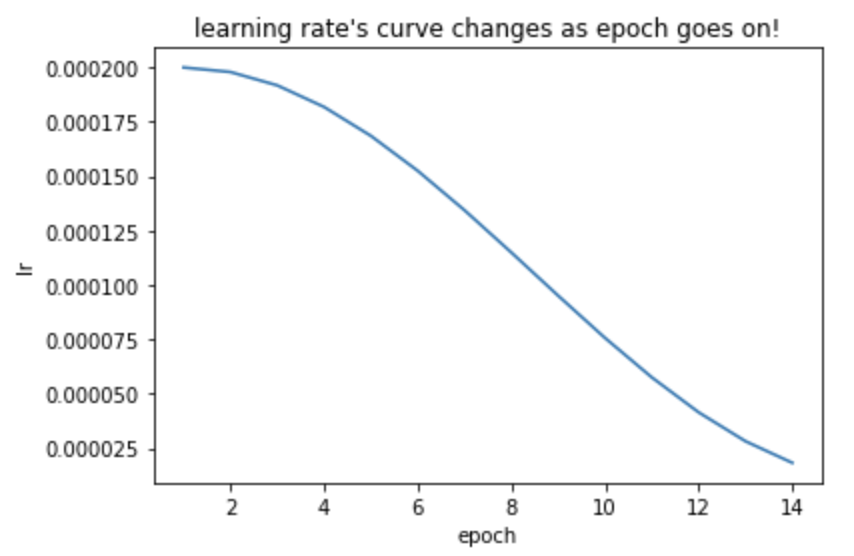 learning rate's curve changes as epoch goes on!
0.000200
0.000175
0.000150
0.000125
0.000100
0.000075
0.000050
0.000025
lr
2 4 6 8 10 12 14
epoch